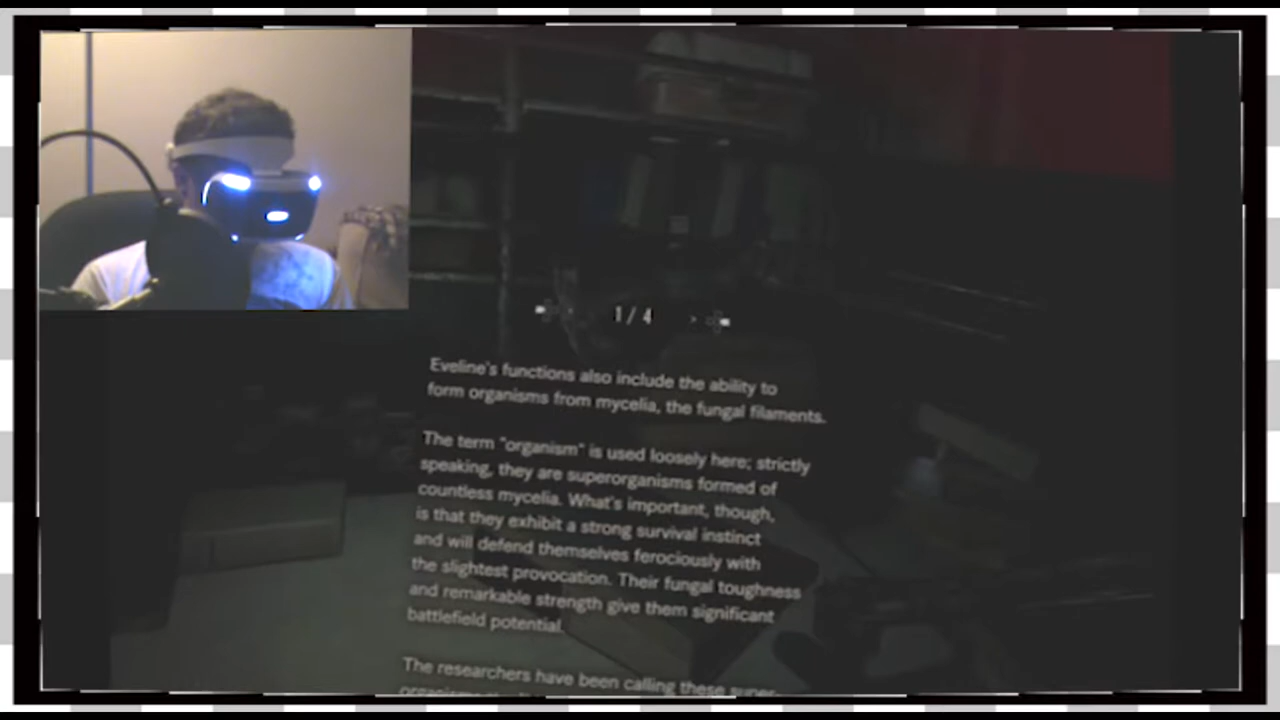 1 / 4
Eveline's functions also include the ability to
form organisms from mycelia, the fungal filaments.
The term "organism" is used loosely here; strictly
speaking, they are superorganisms formed of
countless mycelia. What's important, though,
is that they exhibit a strong survival instinct
and will defend themselves ferociously with
the slightest provocation. Their fungal toughness
and remarkable strength give them significant
battlefield potential.
The researchers have been calling these super-